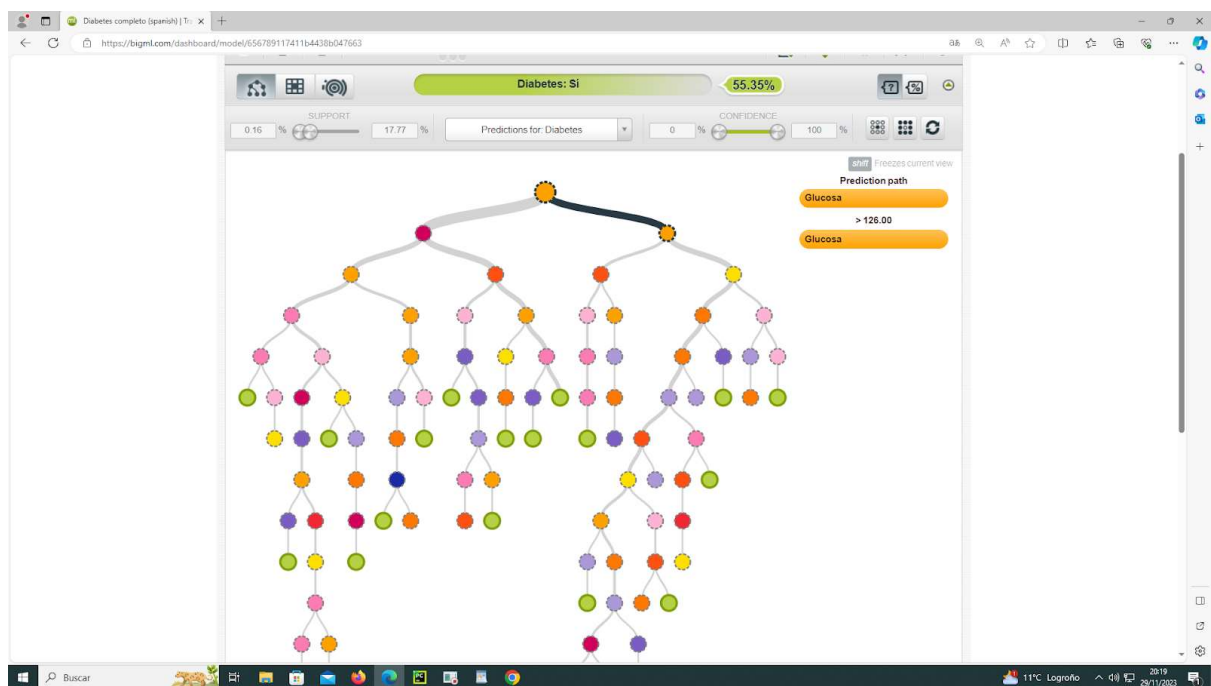 Diabetes completo (spanish) | Tre
https://bigml.com/dashboard/model/656789117411b4438b047663
Diabetes: Si
55.35%
SUPPORT
0.16 %
17.77 %
Predictions for: Diabetes
CONFIDENCE
0 %
100 %
shift Freezes current view
Prediction path
Glucosa
> 126.00
Glucosa
Buscar
11°C Logroño
20:19
29/11/2023